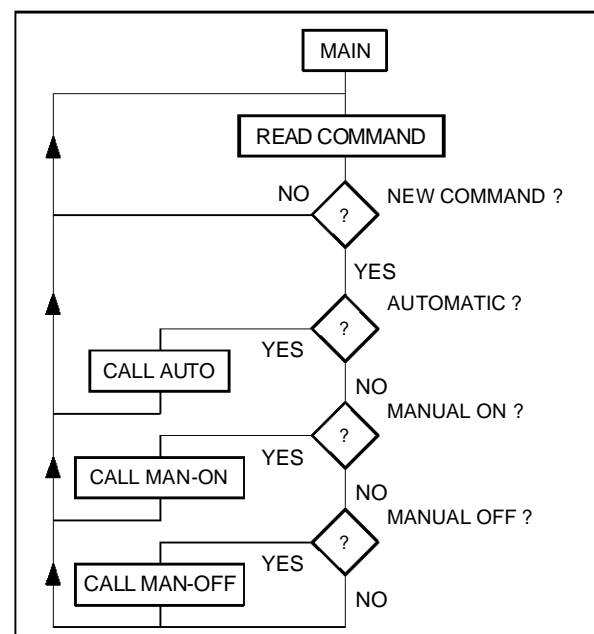 MAIN
READ COMMAND
NO
NEW COMMAND ?
?
YES
AUTOMATIC ?
?
YES
CALL AUTO
NO
MANUAL ON ?
?
YES
CALL MAN-ON
NO
MANUAL OFF ?
?
YES
CALL MAN-OFF
NO